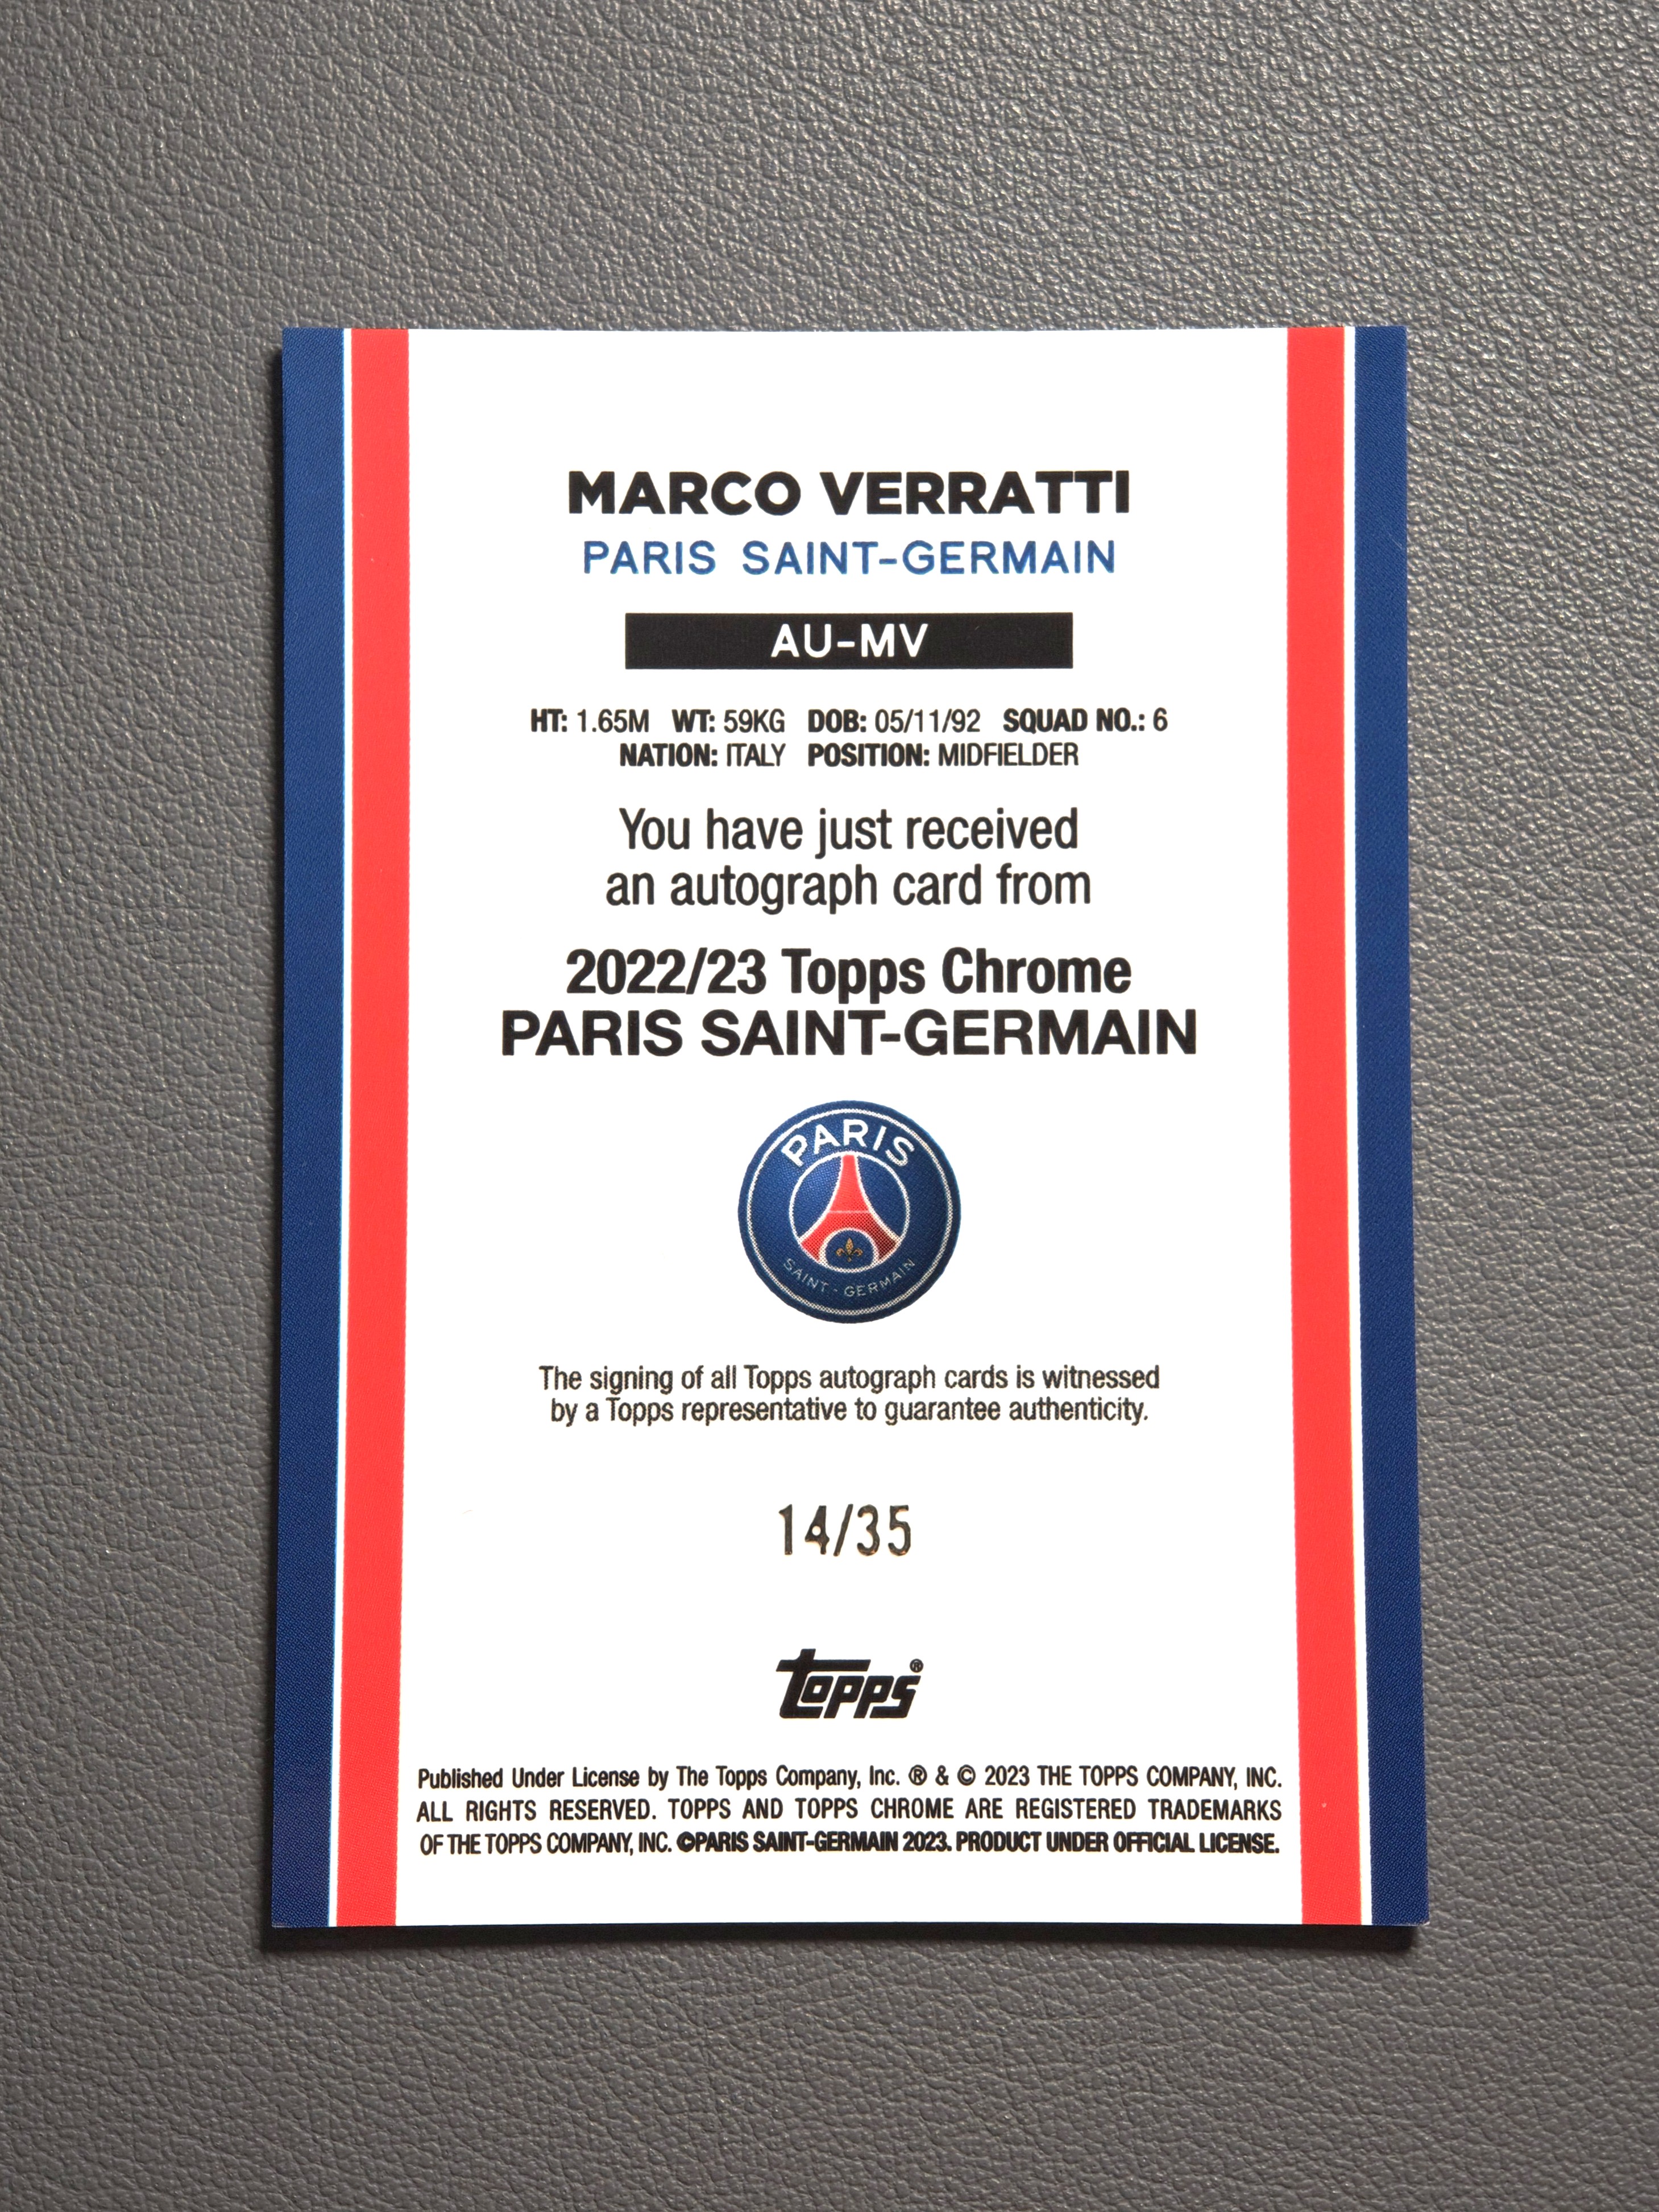 MARCO VERRATTI
PARIS SAINT-GERMAIN
AU-MV
HT: 1.65M WT: 59KG DOB: 05/11/92 SQUAD NO.: 6
NATION: ITALY POSITION: MIDFIELDER
You have just received
an autograph card from
2022/23 Topps Chrome
PARIS SAINT-GERMAIN
PARIS
SAINT - GERMAIN
The signing of all Topps autograph cards is witnessed
by a Topps representative to guarantee authenticity.
14/35
topps®
Published Under License by The Topps Company, Inc. ® & © 2023 THE TOPPS COMPANY, INC.
ALL RIGHTS RESERVED. TOPPS AND TOPPS CHROME ARE REGISTERED TRADEMARKS
OF THE TOPPS COMPANY, INC. ©PARIS SAINT-GERMAIN 2023. PRODUCT UNDER OFFICIAL LICENSE.